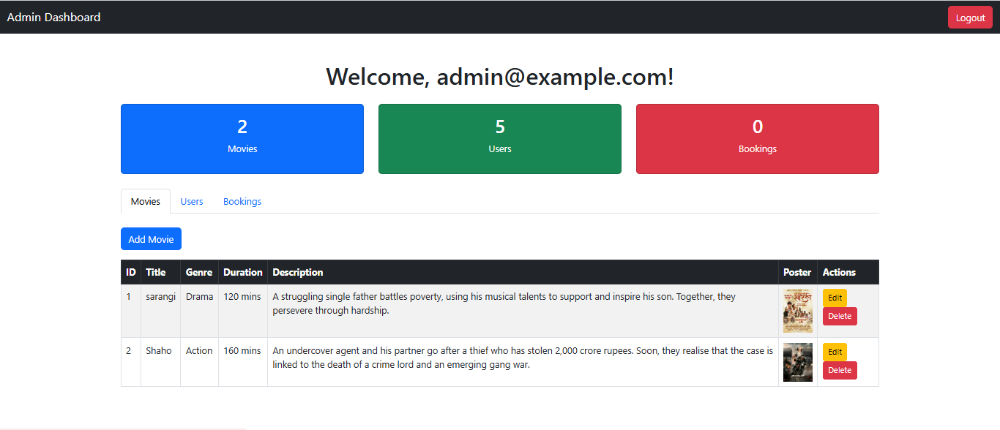 Admin Dashboard
Logout
Welcome, admin@example.com!
2
Movies
5
Users
0
Bookings
Movies
Users
Bookings
Add Movie
ID Title Genre Duration Description Poster Actions
1 sarangi Drama 120 mins A struggling single father battles poverty, using his musical talents to support and inspire his son. Together, they
persevere through hardship.
सारंगी
Edit
Delete
2 Shaho Action 160 mins An undercover agent and his partner go after a thief who has stolen 2,000 crore rupees. Soon, they realise that the case is
linked to the death of a crime lord and an emerging gang war.
Edit
Delete